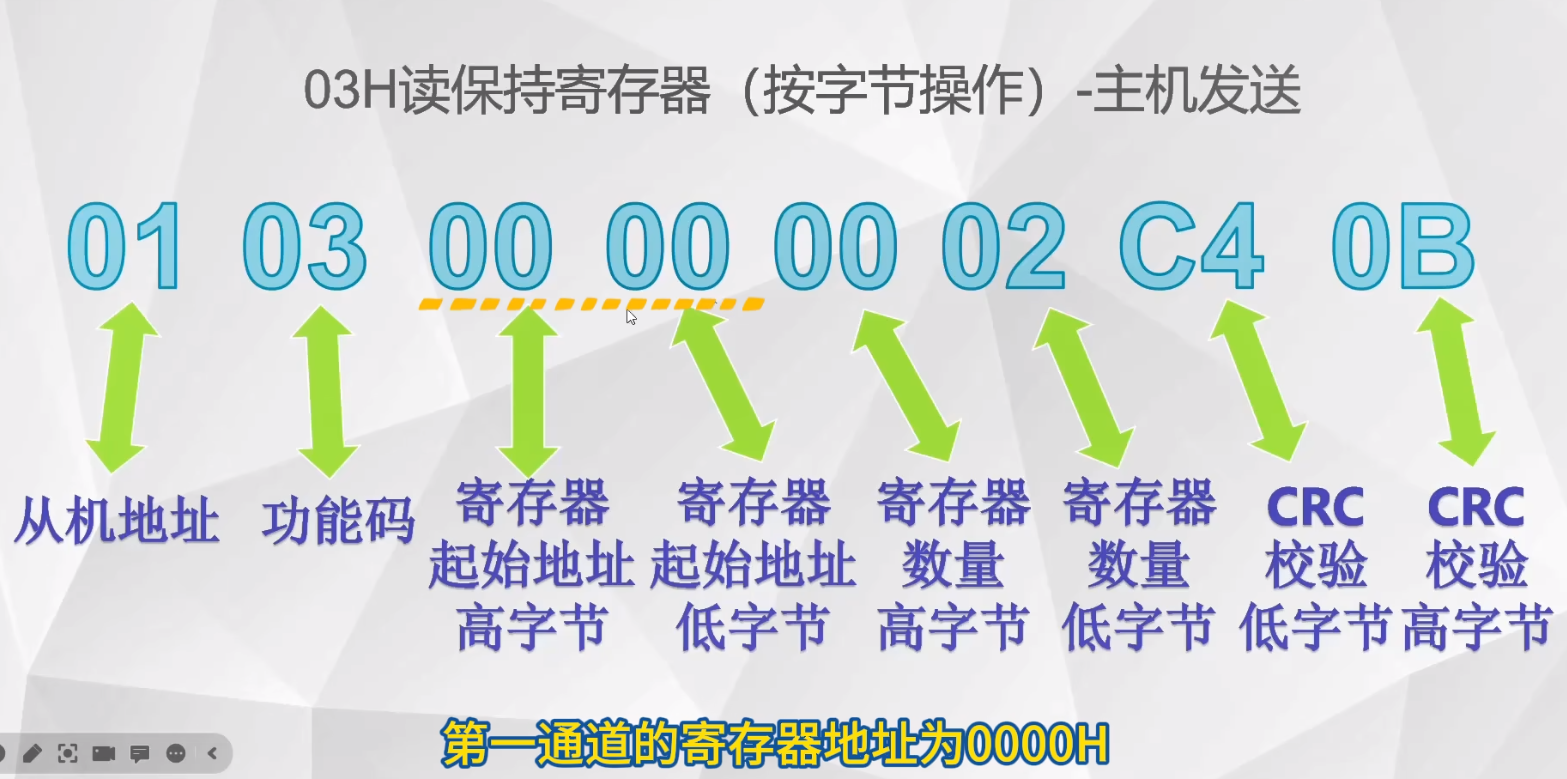 03H读保持寄存器（按字节操作）-主机发送
01 03 00 00 00 02 C4 0B
从机地址
功能码
寄存器
起始地址
高字节
寄存器
起始地址
低字节
寄存器
数量
高字节
寄存器
数量
低字节
CRC
校验
低字节
CRC
校验
高字节
第一通道的寄存器地址为0000H